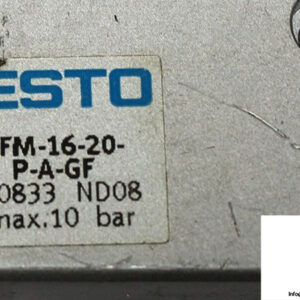 ESTO
FM-16-20-
P-A-GF
0833 ND08
max.10 bar